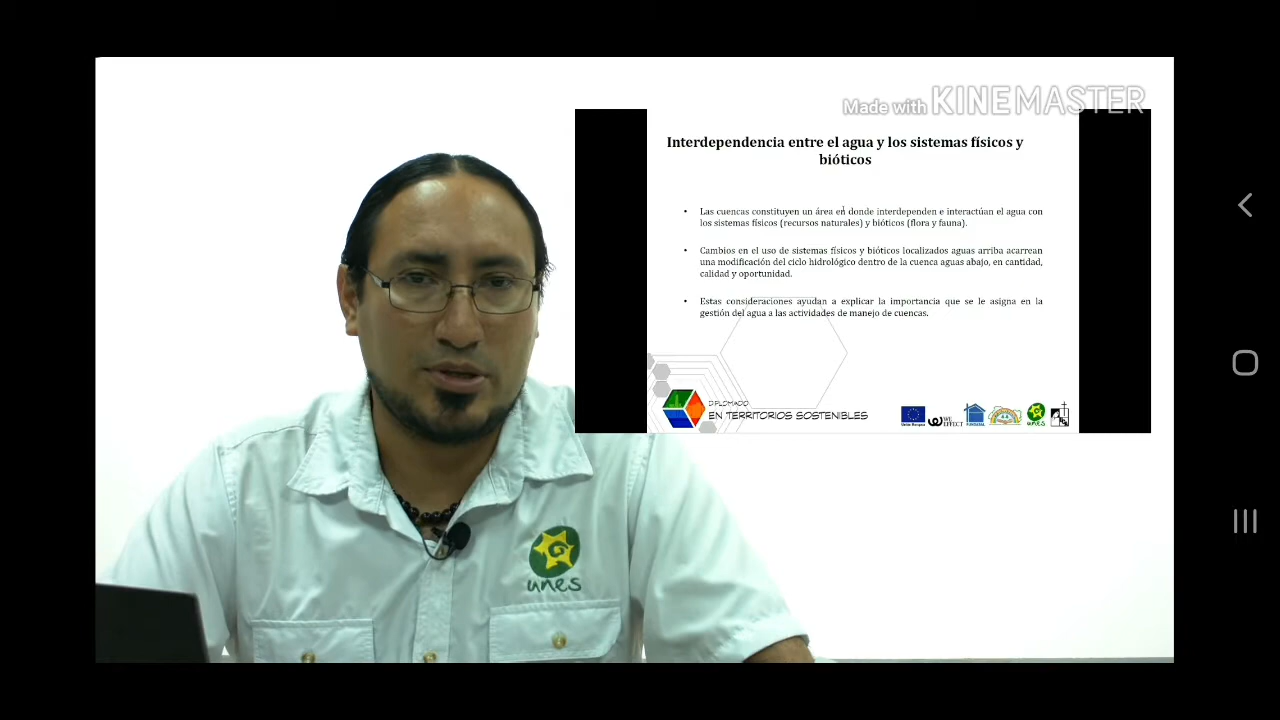 Made with KINEMASTER
Interdependencia entre el agua y los sistemas físicos y
bióticos
• Las cuencas constituyen un área en donde interdependen e interactúan el agua con
los sistemas físicos (recursos naturales) y bióticos (flora y fauna).
• Cambios en el uso de sistemas físicos y bióticos localizados aguas arriba acarrean
una modificación del ciclo hidrológico dentro de la cuenca aguas abajo, en cantidad,
calidad y oportunidad.
• Estas consideraciones ayudan a explicar la importancia que se le asigna en la
gestión del agua a las actividades de manejo de cuencas.
DIPLOMADO
EN TERRITORIOS SOSTENIBLES
WE
EFFECT
unes
unes